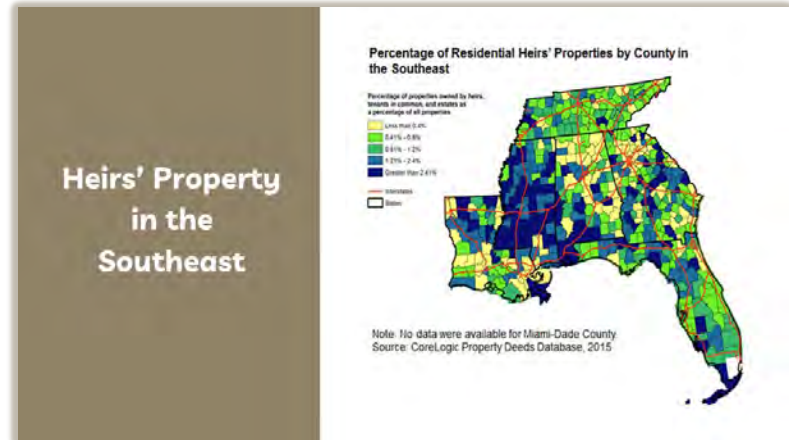 Heirs' Property
in the
Southeast
Percentage of Residential Heirs' Properties by County in
the Southeast
Percentage of properties owned by heirs,
tenants in common, and estates as
a percentage of all properties
Less than 0.4%
0.41% - 0.8%
0.81% - 1.2%
1.21% - 2.4%
Greater than 2.41%
Interstates
States
Note: No data were available for Miami-Dade County.
Source: CoreLogic Property Deeds Database, 2015